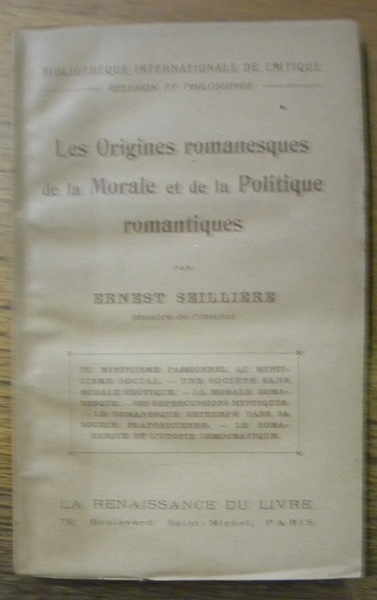 BIBLIOTHÈQUE INTERNATIONALE DE CRITIQUE
RELIGION ET PHILOSOPHIE
Les Origines romanesques
de la Morale et de la Politique
romantiques
PAR
ERNEST SEILLIÈRE
Membre de l'Institut
DU MYSTICISME PASSIONNEL AU MYSTI-
CISME SOCIAL. — UNE SOCIÉTÉ SANS
MORALE ÉROTIQUE. — LA MORALE ROMA-
NESQUE. — SES RÉPERCUSSIONS MYSTIQUES.
— LE ROMANESQUE RETREMPÉ DANS SA
SOURCE PLATONICIENNE. — LE ROMA-
NESQUE ET L'UTOPIE DÉMOCRATIQUE.
LA RENAISSANCE DU LIVRE
78, Boulevard Saint-Michel, PARIS